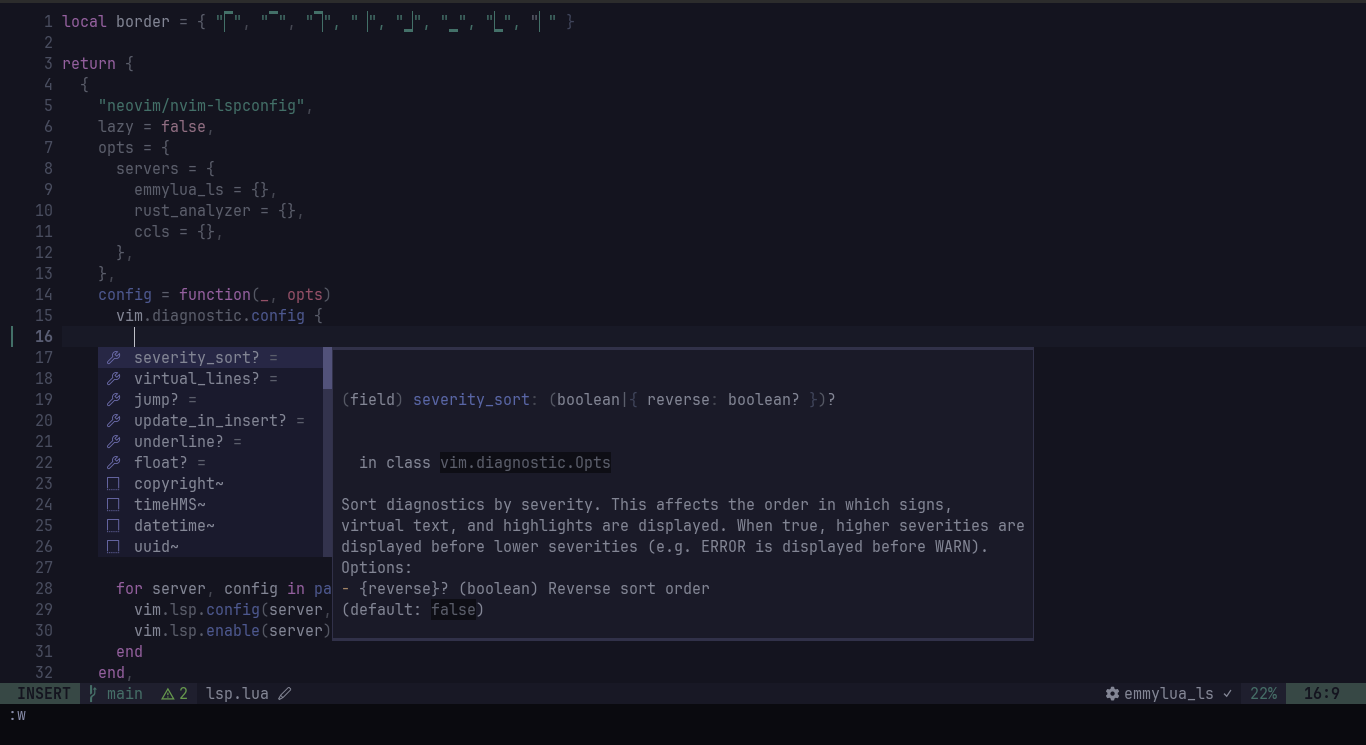 1 local border = { "🭽", "▔", "🭾", "▕", "🭿", "▁", "🭼", "▏" }
2
3 return {
4 {
5 "neovim/nvim-lspconfig",
6 lazy = false,
7 opts = {
8 servers = {
9 emmylua_ls = {},
10 rust_analyzer = {},
11 ccls = {},
12 },
13 },
14 config = function(_, opts)
15 vim.diagnostic.config {
16
17 severity_sort? =
18 virtual_lines? =
19 jump? = (field) severity_sort: (boolean|{ reverse: boolean? })?
20 update_in_insert? =
21 underline? =
22 float? = in class vim.diagnostic.Opts
23 copyright~
24 timeHMS~ Sort diagnostics by severity. This affects the order in which signs,
25 datetime~ virtual text, and highlights are displayed. When true, higher severities are
26 uuid~ displayed before lower severities (e.g. ERROR is displayed before WARN).
27 Options:
28 for server, config in pa - {reverse}? (boolean) Reverse sort order
29 vim.lsp.config(server, (default: false)
30 vim.lsp.enable(server)
31 end
32 end,
INSERT main 2 lsp.lua emmylua_ls ✓ 22% 16:9
:w